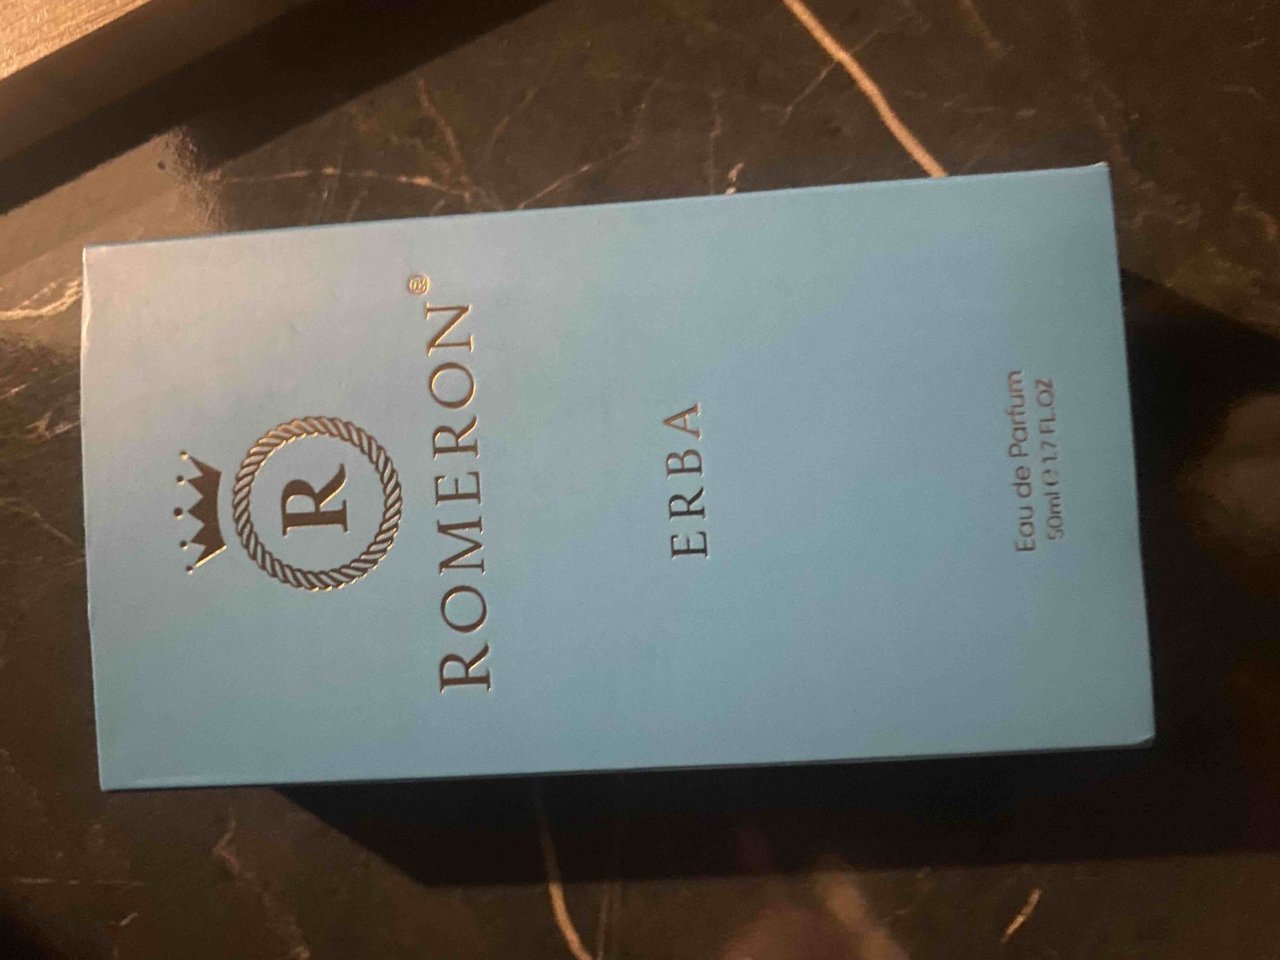 R
ROMERON®
ERBA
Eau de Parfum
50ml ℮ 1.7 FL.OZ